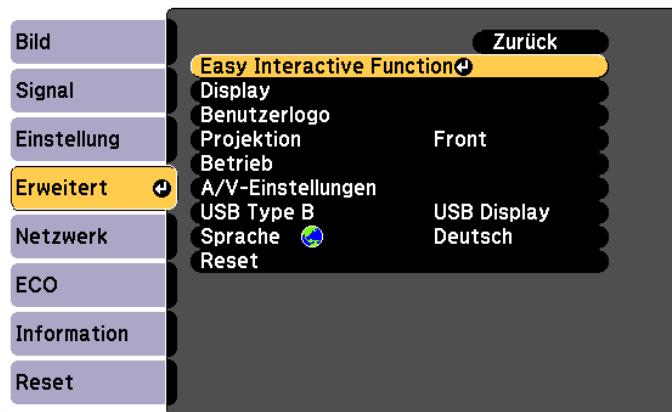 Bild
Signal
Einstellung
Erweitert
Netzwerk
ECO
Information
Reset
Zurück
Easy Interactive Function
Display
Benutzerlogo
Projektion Front
Betrieb
A/V-Einstellungen
USB Type B USB Display
Sprache Deutsch
Reset